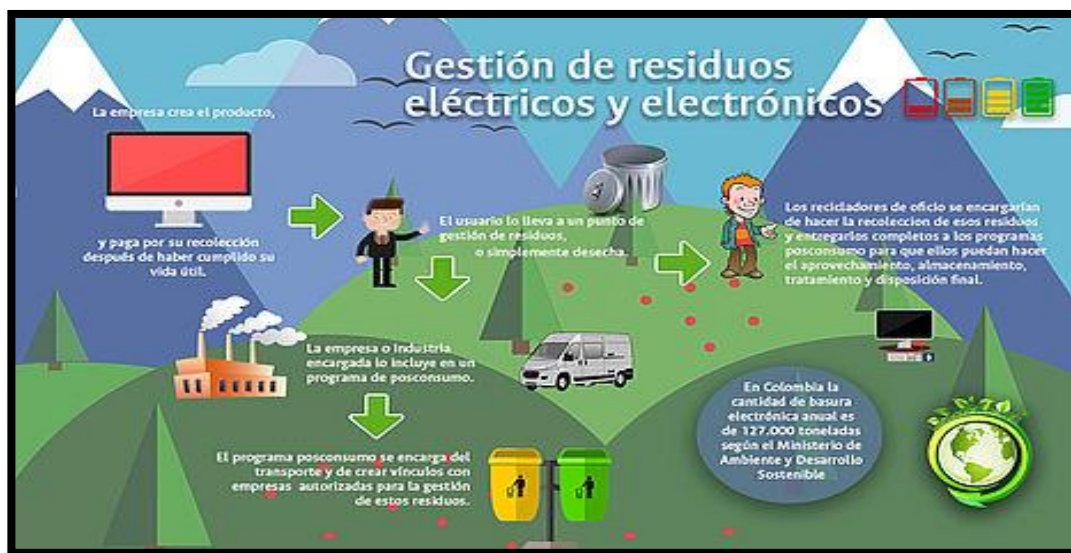 Gestión de residuos
eléctricos y electrónicos
La empresa crea el producto,
y paga por su recolección
después de haber cumplido su
vida útil.
El usuario lo lleva a un punto de
gestión de residuos,
o simplemente desecha.
Los recicladores de oficio se encargarían
de hacer la recoleccion de esos residuos
y entregarlos completos a los programas
posconsumo para que ellos puedan hacer
el aprovechamiento, almacenamiento,
tratamiento y disposición final.
La empresa o Industria
encargada lo incluye en un
programa de posconsumo.
El programa posconsumo se encarga del
transporte y de crear vínculos con
empresas autorizadas para la gestión
de estos residuos.
En Colombia la
cantidad de basura
electrónica anual es
de 127.000 toneladas
según el Ministerio de
Ambiente y Desarrollo
Sostenible